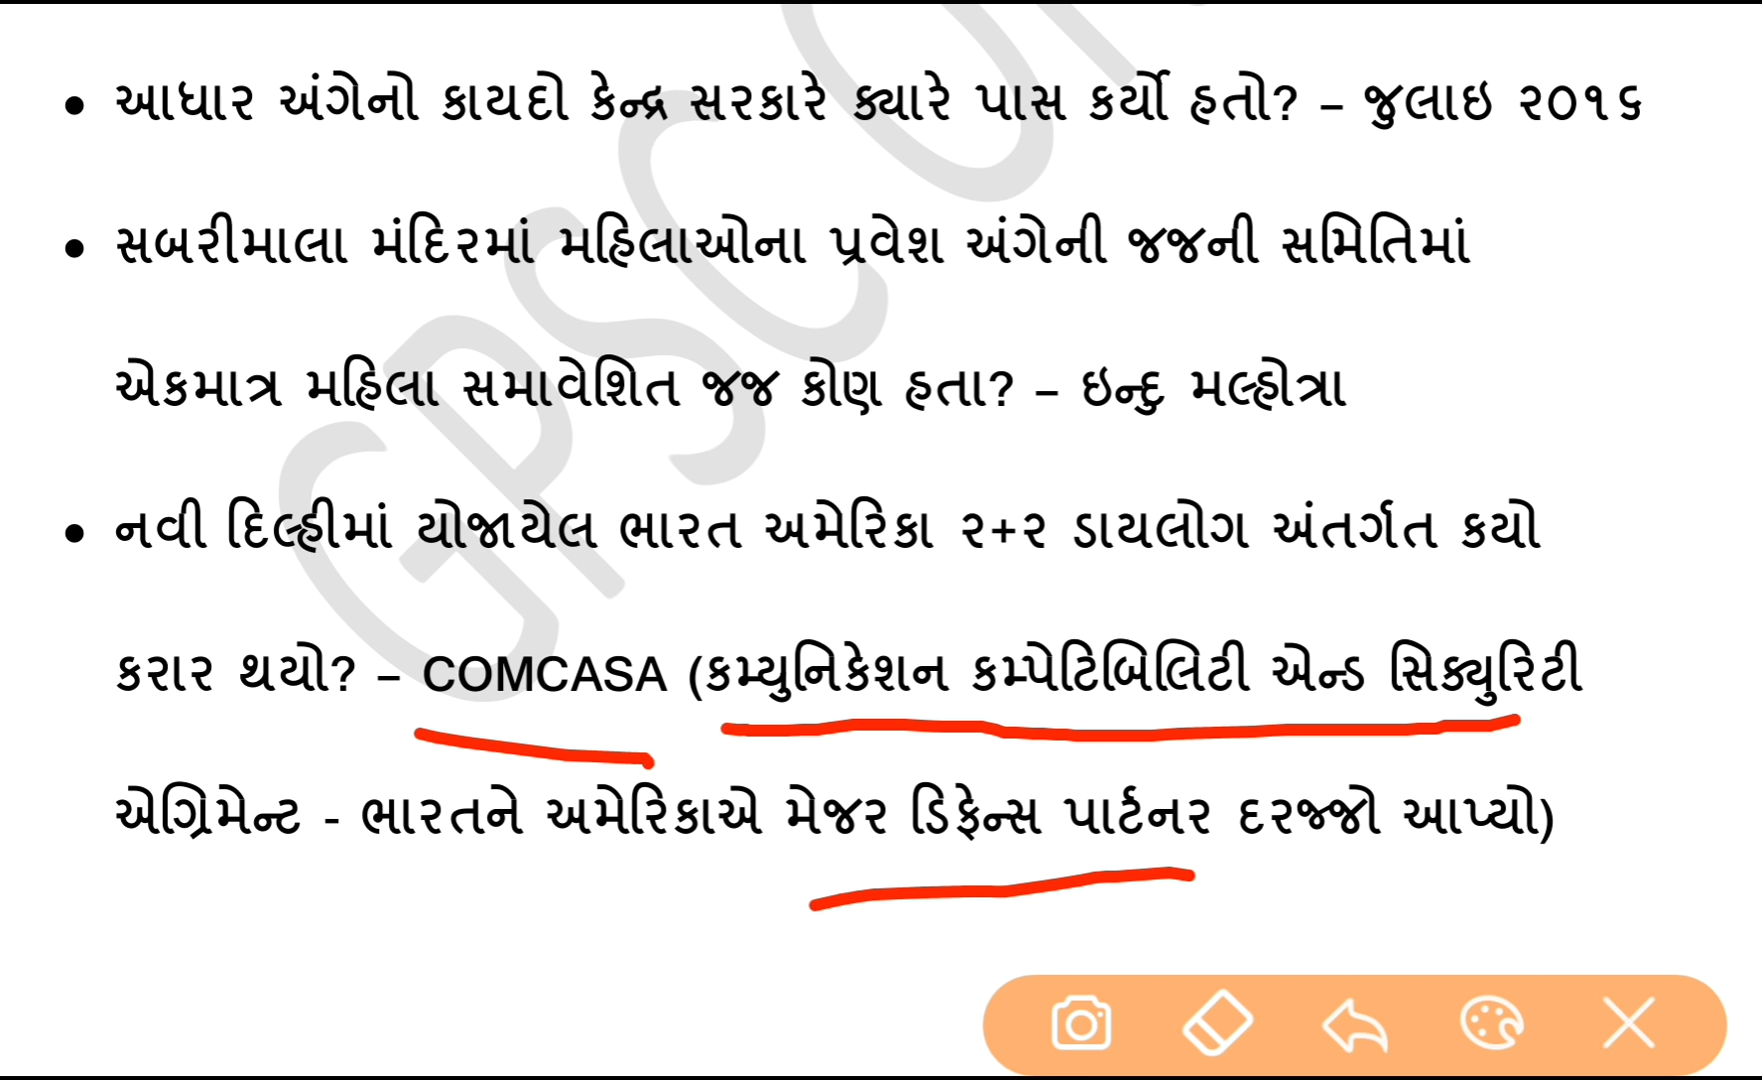 • આધાર અંગેનો કાયદો કેન્દ્ર સરકારે ક્યારે પાસ કર્યો હતો? – જુલાઇ ૨૦૧૬
• સબરીમાલા મંદિરમાં મહિલાઓના પ્રવેશ અંગેની જજની સમિતિમાં
એકમાત્ર મહિલા સમાવેશિત જજ કોણ હતા? – ઇન્દુ મલ્હોત્રા
• નવી દિલ્હીમાં યોજાયેલ ભારત અમેરિકા ૨+૨ ડાયલોગ અંતર્ગત કયો
કરાર થયો? – COMCASA (કમ્યુનિકેશન કમ્પેટિબિલિટી એન્ડ સિક્યુરિટી
એગ્રિમેન્ટ - ભારતને અમેરિકાએ મેજર ડિફેન્સ પાર્ટનર દરજ્જો આપ્યો)
GPSC